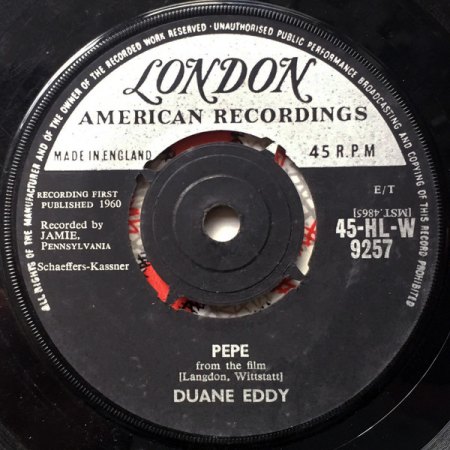 ALL RIGHTS OF THE MANUFACTURER AND OF THE OWNER OF THE RECORDED WORK RESERVED · UNAUTHORISED PUBLIC PERFORMANCE BROADCASTING AND COPYING OF THIS RECORD PROHIBITED
LONDON
AMERICAN RECORDINGS
MADE IN ENGLAND
45 R.P.M
RECORDING FIRST
PUBLISHED 1960
Recorded by
JAMIE,
PENNSYLVANIA
Schaeffers-Kassner
E/T
[MST.4865]
45-HL-W
9257
PEPE
from the film
[Langdon, Wittstatt]
DUANE EDDY